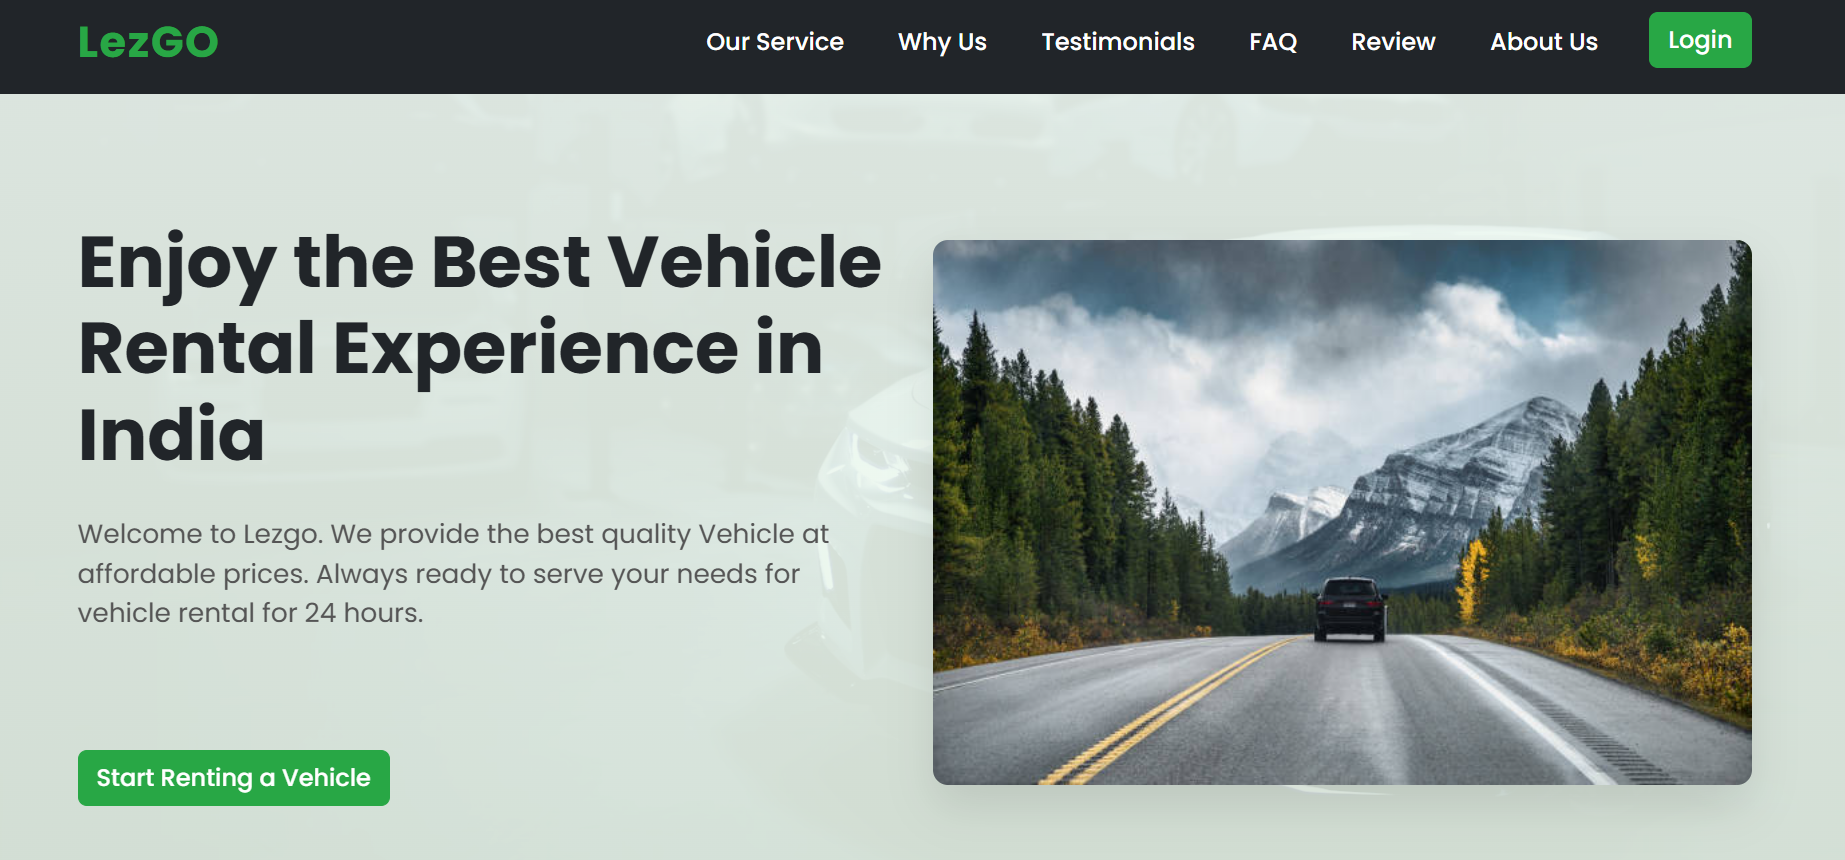 LezGO
Our Service
Why Us
Testimonials
FAQ
Review
About Us
Login
Enjoy the Best Vehicle
Rental Experience in
India
Welcome to Lezgo. We provide the best quality Vehicle at
affordable prices. Always ready to serve your needs for
vehicle rental for 24 hours.
Start Renting a Vehicle